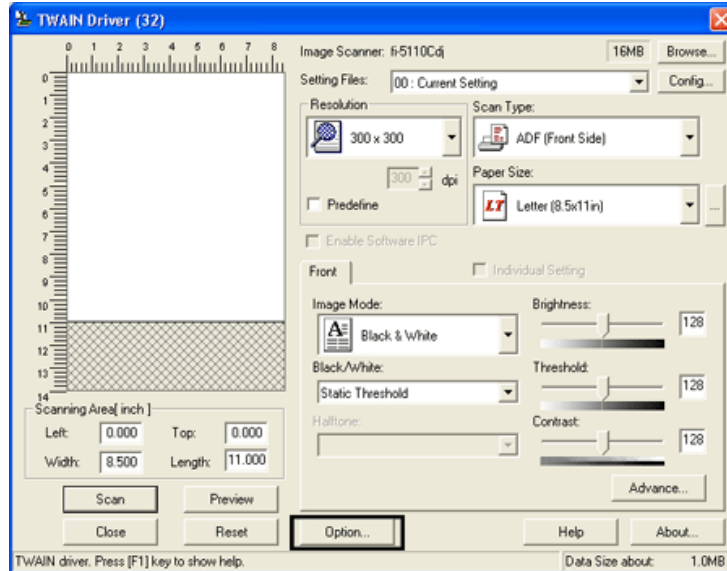 TWAIN Driver (32)
0 1 2 3 4 5 6 7 8
Image Scanner: fi-5110Cdj
16MB
Browse...
Setting Files:
00 : Current Setting
Config...
0
1
2
3
4
5
6
7
8
9
10
11
12
13
14
Resolution
300 x 300
300
dpi
Predefine
Scan Type:
ADF (Front Side)
Paper Size:
LT
Letter (8.5x11in)
...
Enable Software IPC
Front
Individual Setting
Image Mode:
A
Black & White
Black/White:
Static Threshold
Halftone:
Brightness:
128
Threshold:
128
Contrast:
128
Advance...
Scanning Area[ inch ]
Left: 0.000 Top: 0.000
Width: 8.500 Length: 11.000
Scan
Preview
Close
Reset
Option...
Help
About...
TWAIN driver. Press [F1] key to show help.
Data Size about: 1.0MB